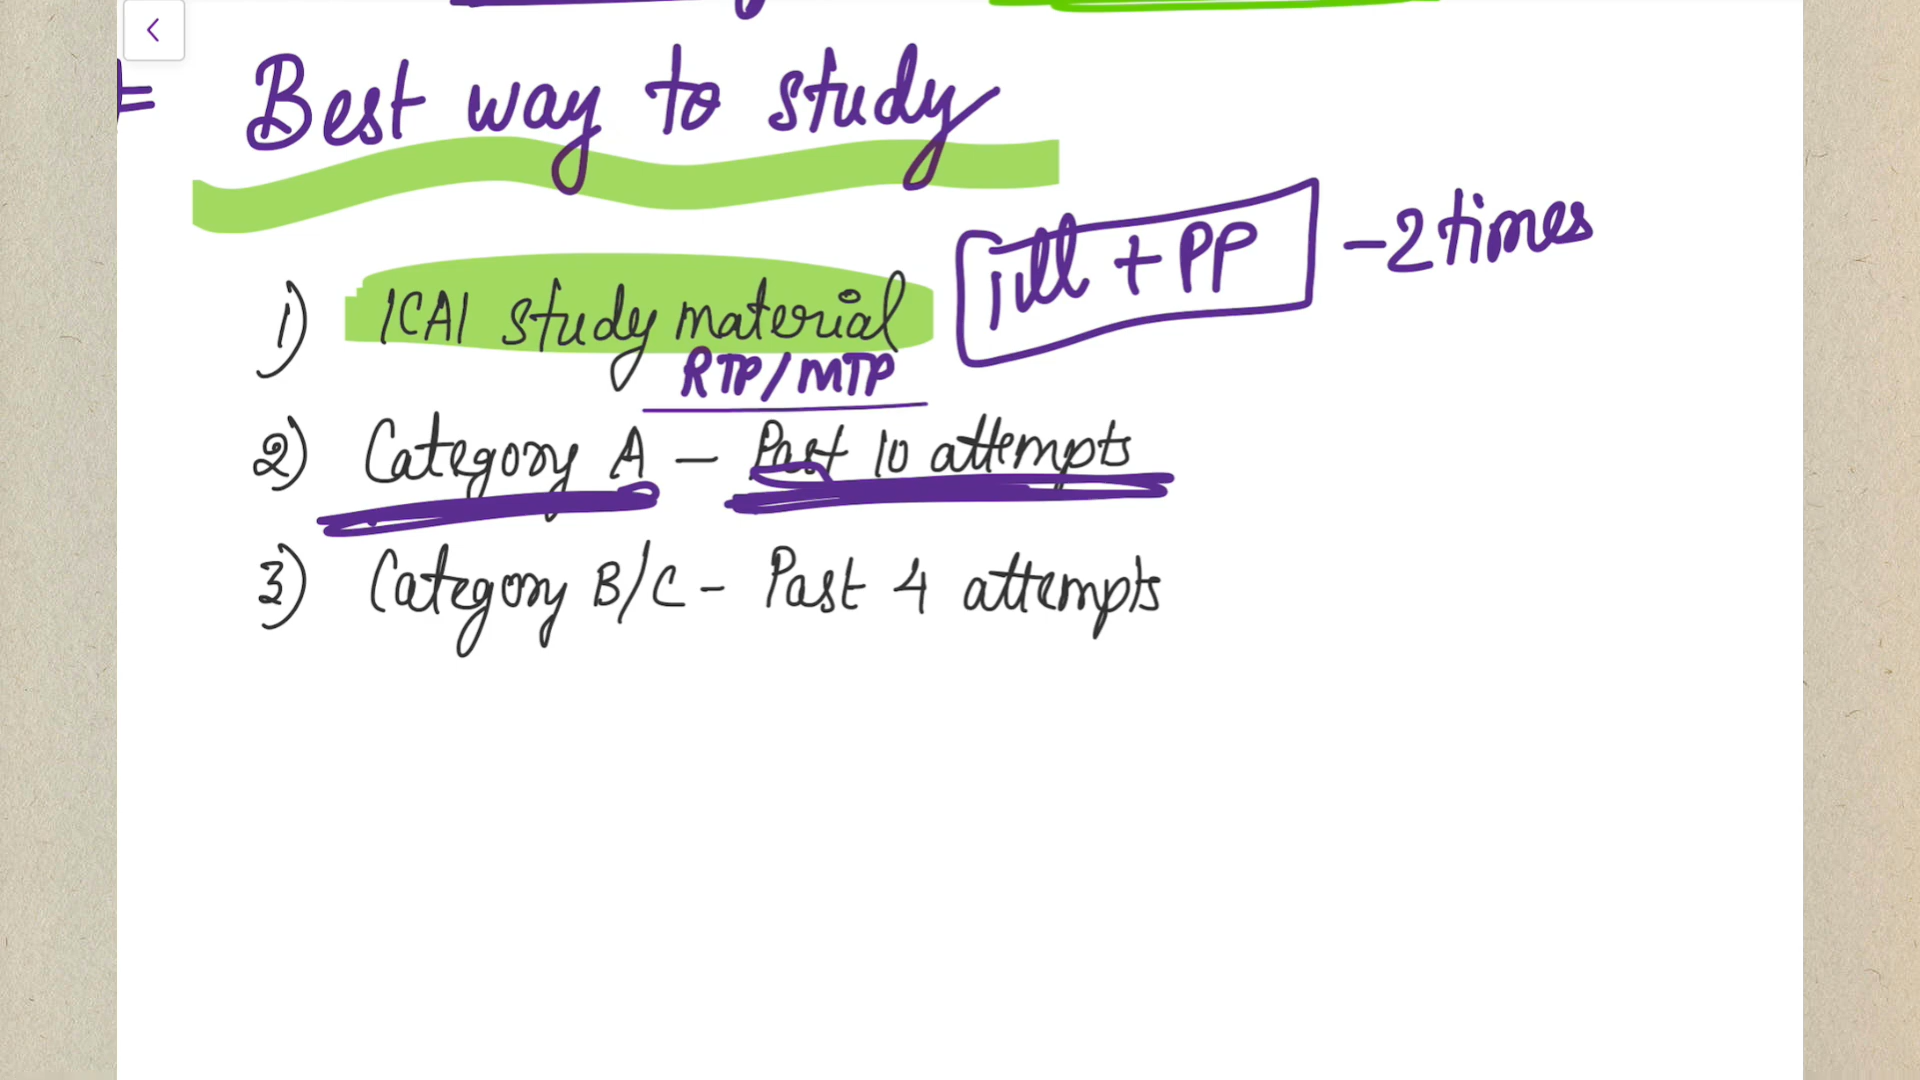 = Best way to study
1) ICAI study material ill + PP - 2 times
RTP/MTP
2) Category A - Past 10 attempts
3) Category B/C - Past 4 attempts